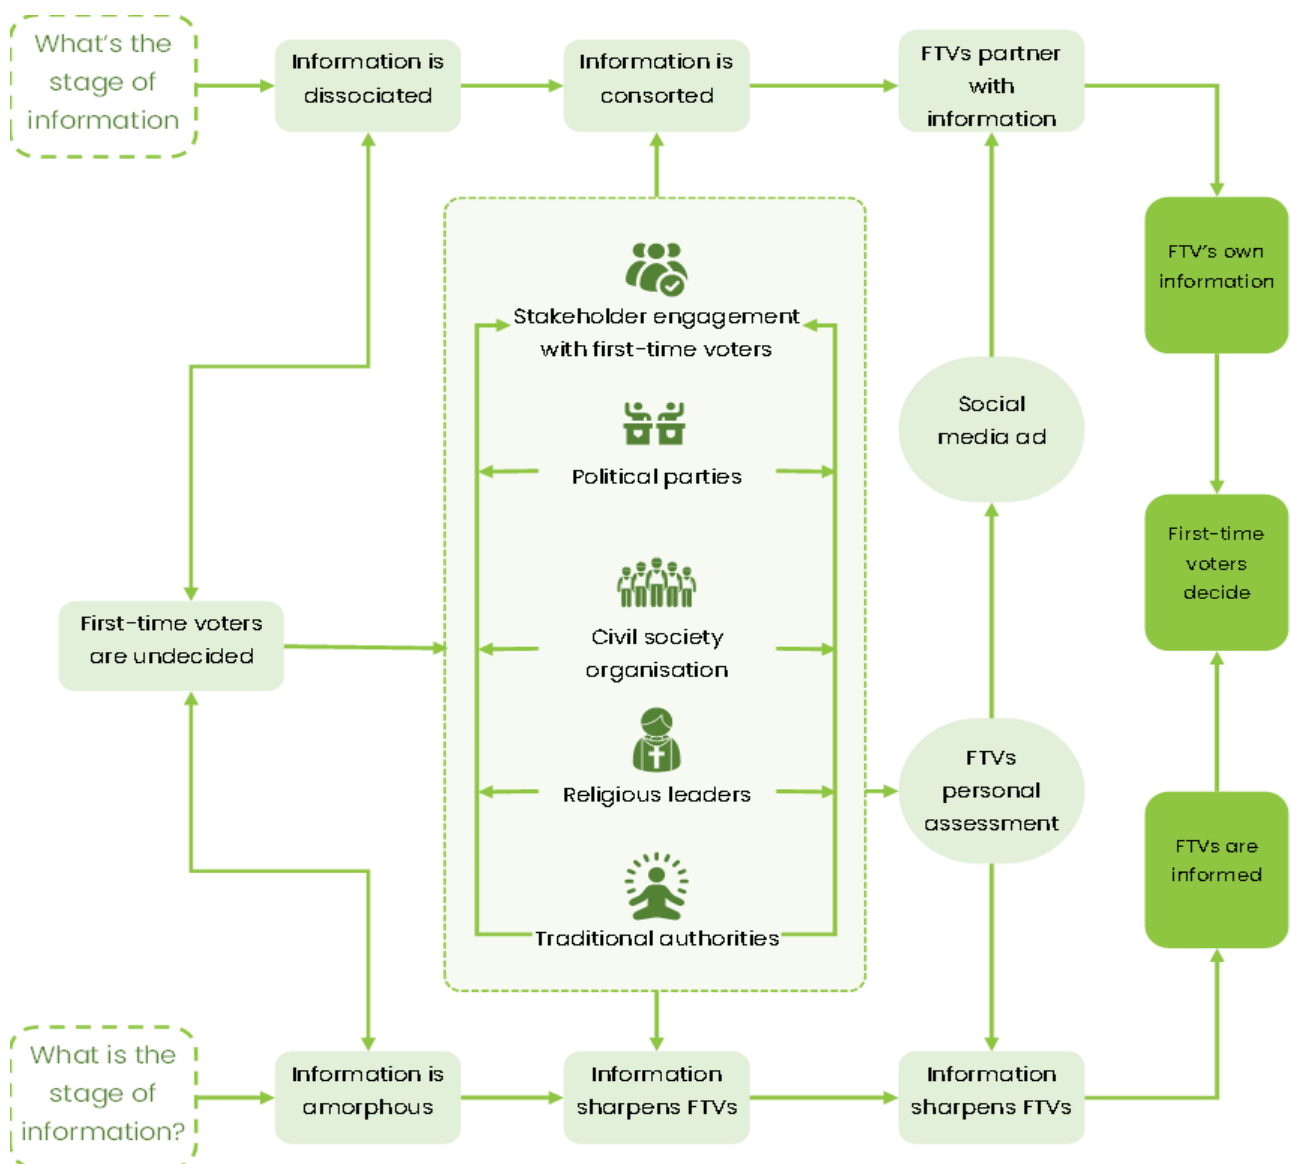 What's the
stage of
information
Information is
dissociated
Information is
consorted
FTVs partner
with
information
FTV's own
information
Stakeholder engagement
with first-time voters
Political parties
Civil society
organisation
Religious leaders
Traditional authorities
First-time voters
are undecided
Social
media ad
FTVs
personal
assessment
First-time
voters
decide
FTVs are
informed
What is the
stage of
information?
Information is
amorphous
Information
sharpens FTVs
Information
sharpens FTVs